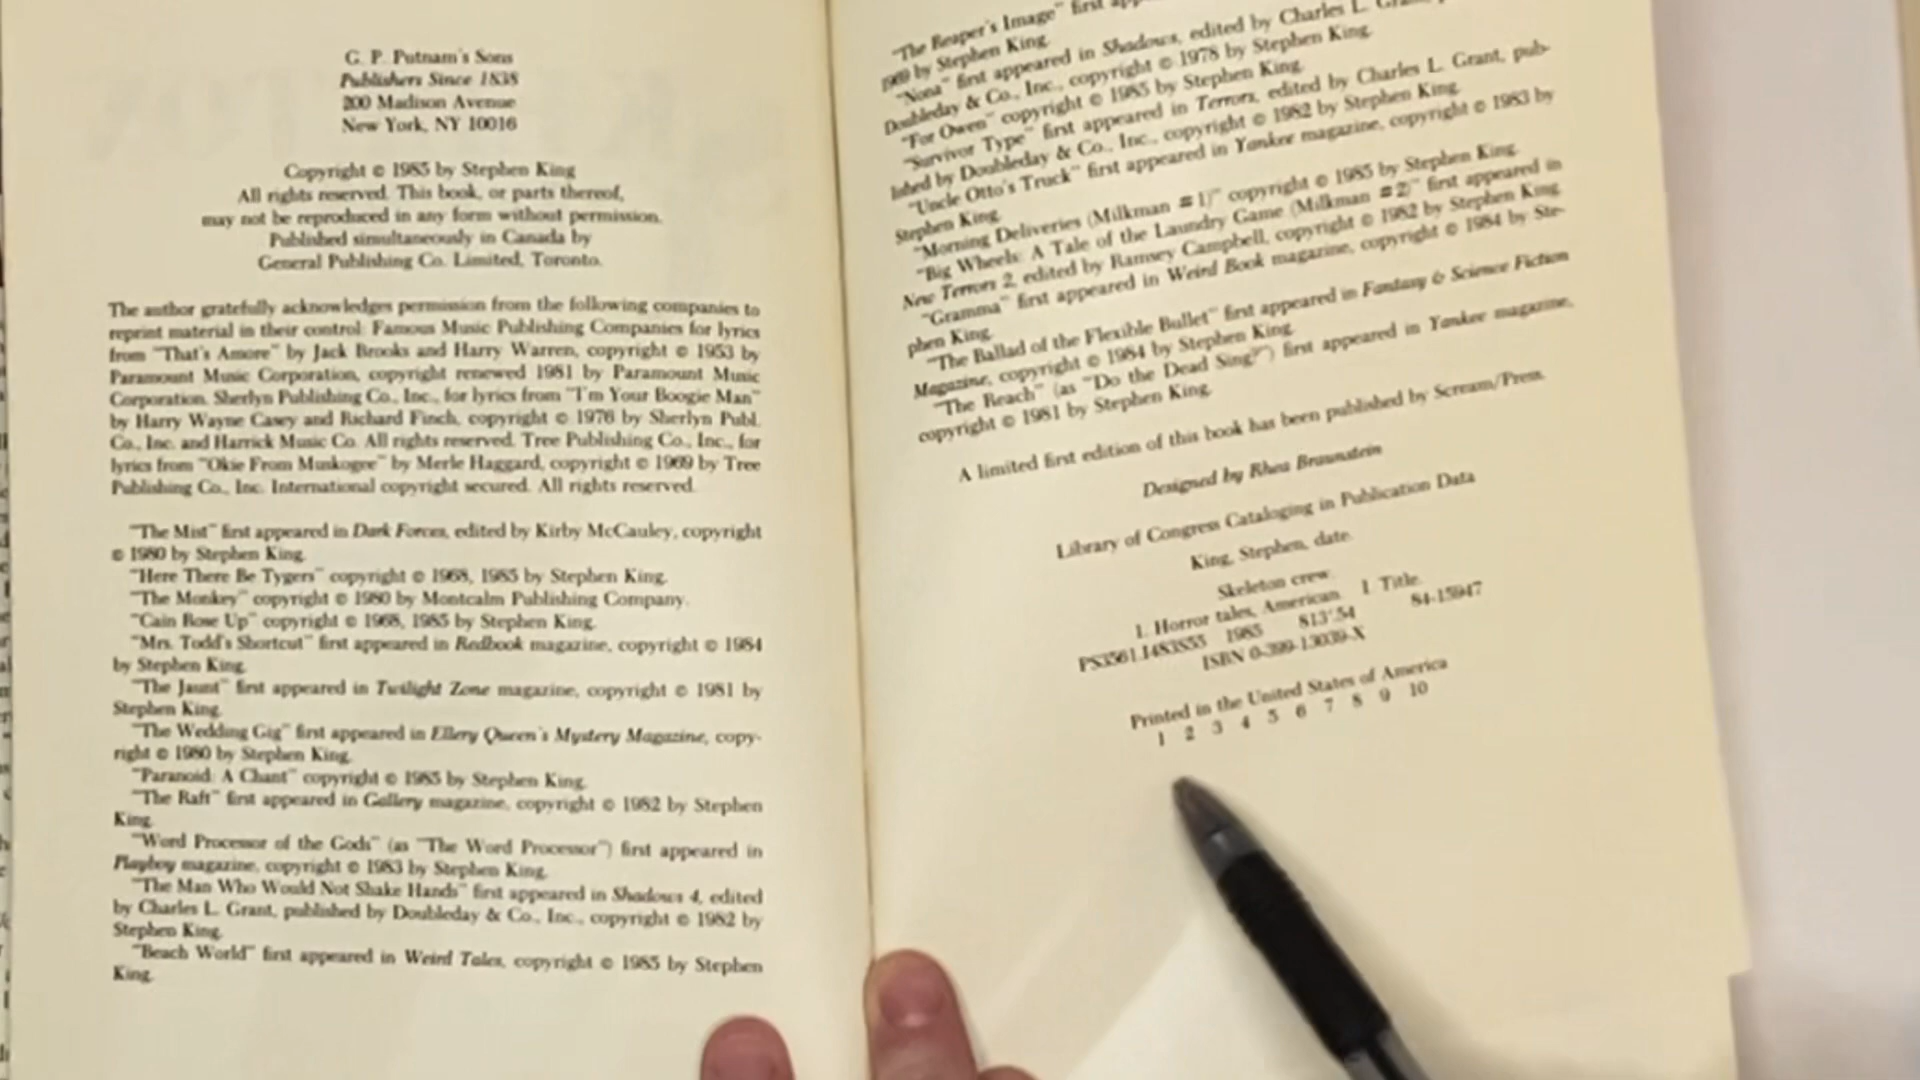 G. P. Putnam's Sons
Publishers Since 1838
200 Madison Avenue
New York, NY 10016
Copyright © 1985 by Stephen King
All rights reserved. This book, or parts thereof,
may not be reproduced in any form without permission.
Published simultaneously in Canada by
General Publishing Co. Limited, Toronto.
The author gratefully acknowledges permission from the following companies to
reprint material in their control: Famous Music Publishing Companies for lyrics
from "That's Amore" by Jack Brooks and Harry Warren, copyright © 1953 by
Paramount Music Corporation, copyright renewed 1981 by Paramount Music
Corporation. Sherlyn Publishing Co., Inc., for lyrics from "I'm Your Boogie Man"
by Harry Wayne Casey and Richard Finch, copyright © 1976 by Sherlyn Publ.
Co., Inc. and Harrick Music Co. All rights reserved. Tree Publishing Co., Inc., for
lyrics from "Okie From Muskogee" by Merle Haggard, copyright © 1969 by Tree
Publishing Co., Inc. International copyright secured. All rights reserved.
"The Mist" first appeared in Dark Forces, edited by Kirby McCauley, copyright
© 1980 by Stephen King.
"Here There Be Tygers" copyright © 1968, 1985 by Stephen King.
"The Monkey" copyright © 1980 by Montcalm Publishing Company.
"Cain Rose Up" copyright © 1968, 1985 by Stephen King.
"Mrs. Todd's Shortcut" first appeared in Redbook magazine, copyright © 1984
by Stephen King.
"The Jaunt" first appeared in Twilight Zone magazine, copyright © 1981 by
Stephen King.
"The Wedding Gig" first appeared in Ellery Queen's Mystery Magazine, copy-
right © 1980 by Stephen King.
"Paranoid: A Chant" copyright © 1985 by Stephen King.
"The Raft" first appeared in Gallery magazine, copyright © 1982 by Stephen
King.
"Word Processor of the Gods" (as "The Word Processor") first appeared in
Playboy magazine, copyright © 1983 by Stephen King.
"The Man Who Would Not Shake Hands" first appeared in Shadows 4, edited
by Charles L. Grant, published by Doubleday & Co., Inc., copyright © 1982 by
Stephen King.
"Beach World" first appeared in Weird Tales, copyright © 1985 by Stephen
King.
"The Reaper's Image" first
1969 by Stephen King.
"Nona" first appeared in Shadows, edited by Charles L.
Doubleday & Co., Inc., copyright © 1978 by Stephen King.
"For Owen" copyright © 1985 by Stephen King.
"Survivor Type" first appeared in Terrors, edited by Charles L. Grant, pub-
lished by Doubleday & Co., Inc., copyright © 1982 by Stephen King.
"Uncle Otto's Truck" first appeared in Yankee magazine, copyright © 1983 by
Stephen King.
"Morning Deliveries (Milkman #1)" copyright © 1985 by Stephen King.
"Big Wheels: A Tale of the Laundry Game (Milkman #2)" first appeared in
New Terrors 2, edited by Ramsey Campbell, copyright © 1982 by Stephen King.
"Gramma" first appeared in Weird Book magazine, copyright © 1984 by Ste-
phen King.
"The Ballad of the Flexible Bullet" first appeared in Fantasy & Science Fiction
Magazine, copyright © 1984 by Stephen King.
"The Reach" (as "Do the Dead Sing?") first appeared in Yankee magazine,
copyright © 1981 by Stephen King.
A limited first edition of this book has been published by Scream/Press.
Designed by Rhea Braunstein
Library of Congress Cataloging in Publication Data
King, Stephen, date.
Skeleton crew.
1. Horror tales, American. I. Title.
PS3561.I483S55 1985 813'.54 84-15947
ISBN 0-399-13039-X
Printed in the United States of America
1 2 3 4 5 6 7 8 9 10